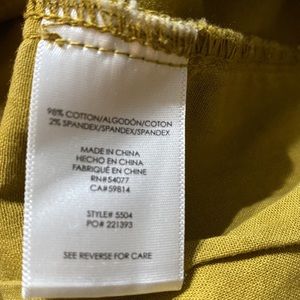 98% COTTON/ALGODÓN/COTON
2% SPANDEX/SPANDEX/SPANDEX
MADE IN CHINA
HECHO EN CHINA
FABRIQUÉ EN CHINE
RN#54077
CA#59814
STYLE# 5504
PO# 221393
SEE REVERSE FOR CARE